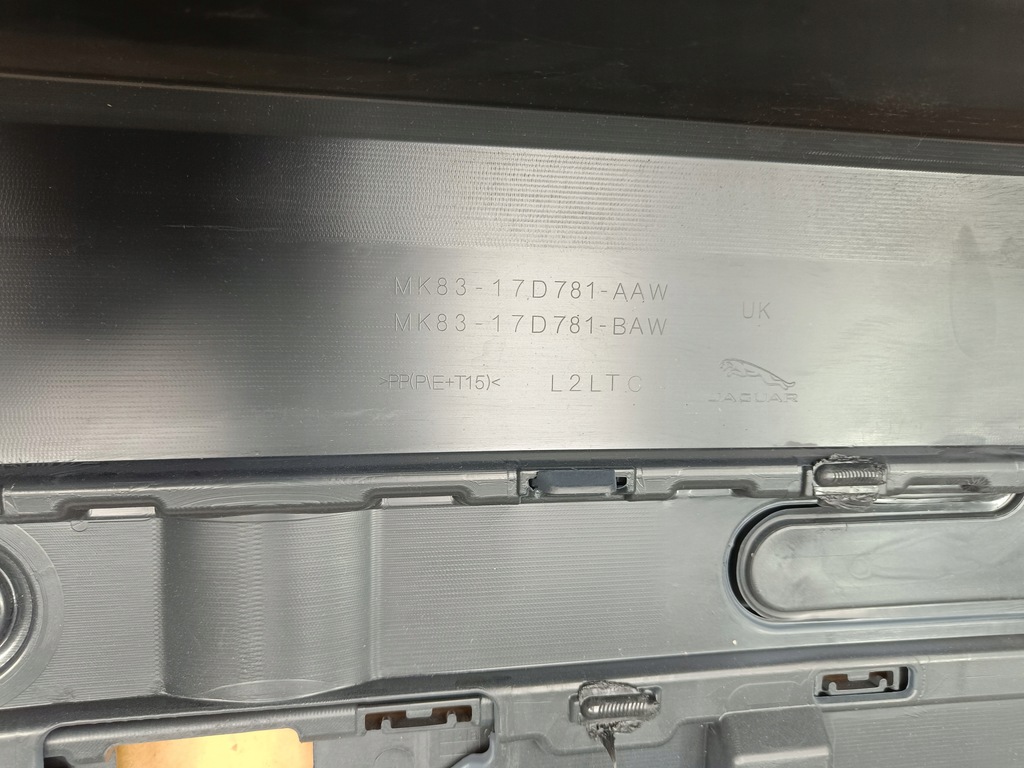 MK83-17D781-AAW
MK83-17D781-BAW
UK
>PP(P\E+T15)<
L2LTC
JAGUAR